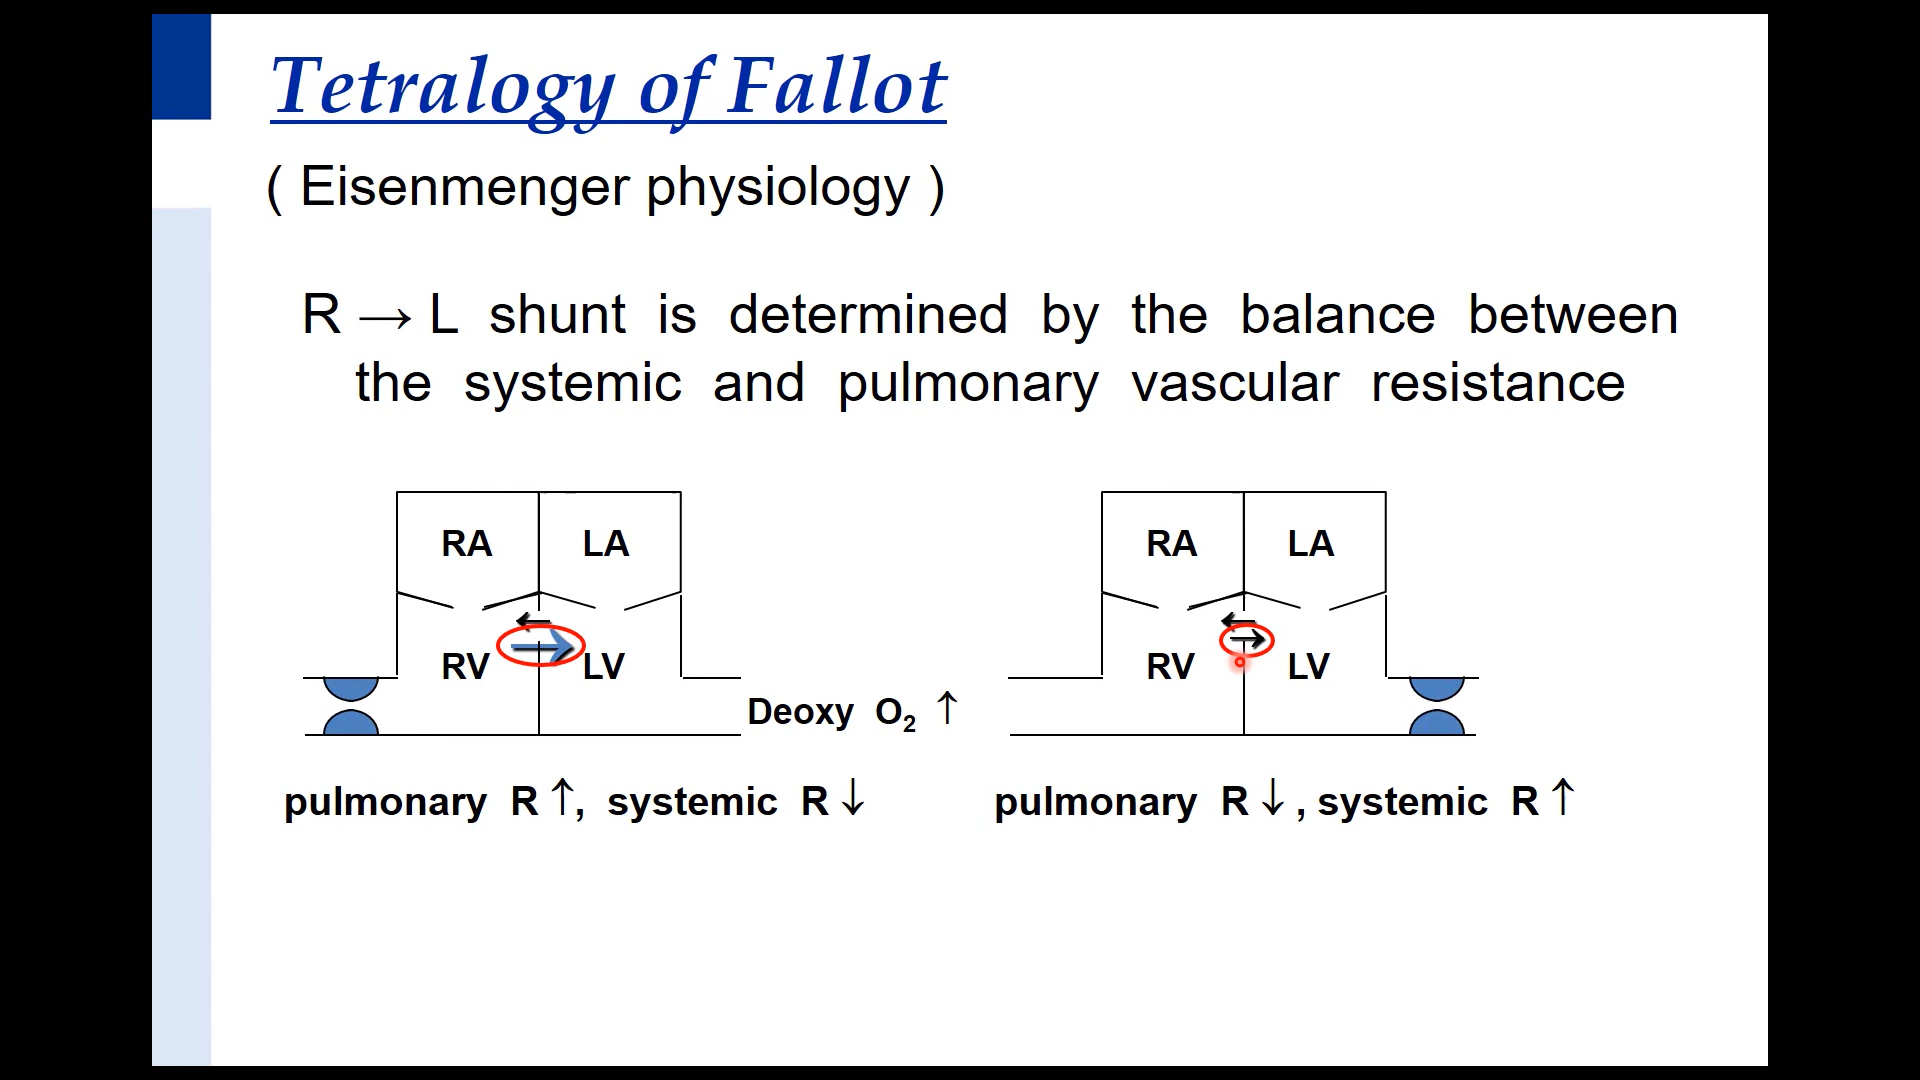 Tetralogy of Fallot
( Eisenmenger physiology )
R → L shunt is determined by the balance between
the systemic and pulmonary vascular resistance
RA LA
RV LV
Deoxy O₂ ↑
pulmonary R ↑, systemic R ↓
RA LA
RV LV
pulmonary R ↓ , systemic R ↑